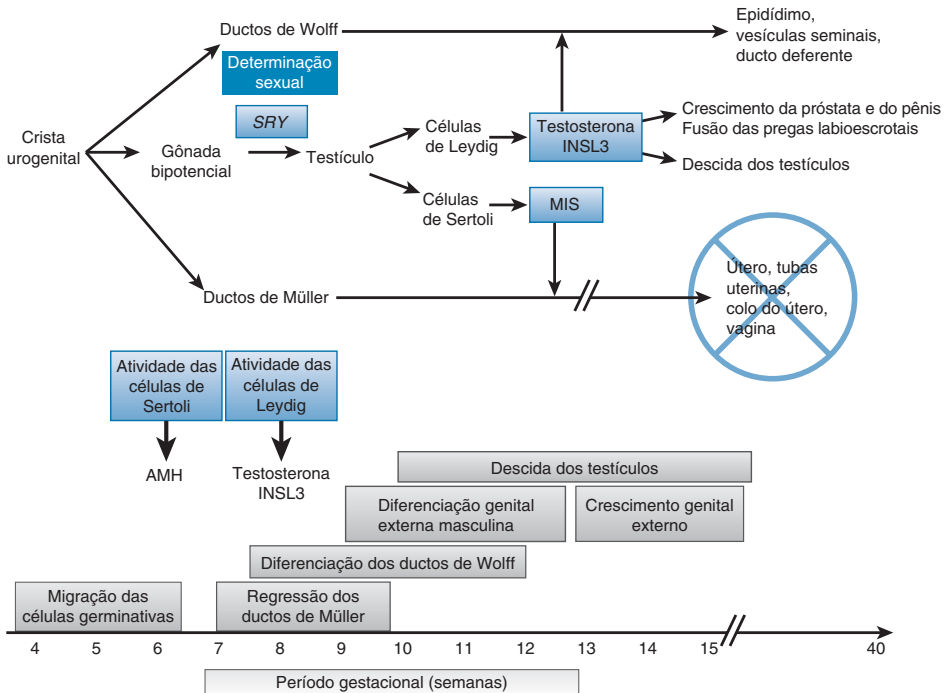 Ductos de Wolff
Epidídimo,
vesículas seminais,
ducto deferente
Determinação
sexual
SRY
Crista
urogenital
Gônada
bipotencial
Testículo
Células
de Leydig
Testosterona
INSL3
Crescimento da próstata e do pênis
Fusão das pregas labioescrotais
Descida dos testículos
Células
de Sertoli
MIS
Ductos de Müller
Útero, tubas
uterinas,
colo do útero,
vagina
Atividade das
células de
Sertoli
Atividade das
células de
Leydig
AMH
Testosterona
INSL3
Descida dos testículos
Diferenciação genital
externa masculina
Crescimento genital
externo
Diferenciação dos ductos de Wolff
Migração das
células germinativas
Regressão dos
ductos de Müller
4 5 6 7 8 9 10 11 12 13 14 15 40
Período gestacional (semanas)